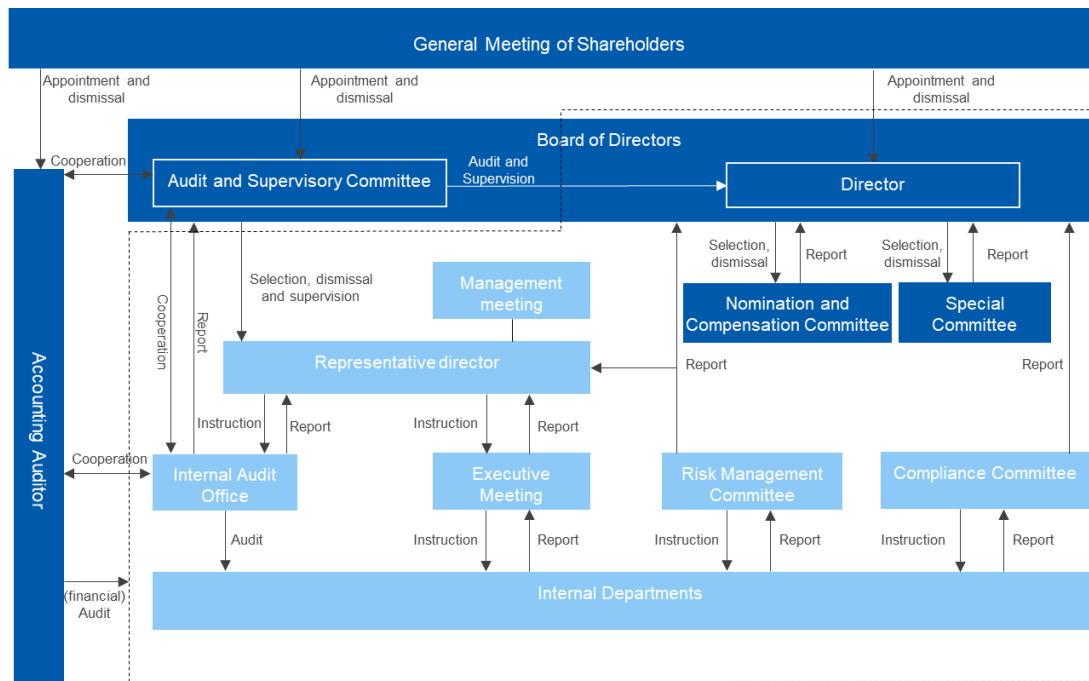 General Meeting of Shareholders
Appointment and
dismissal
Appointment and
dismissal
Appointment and
dismissal
Board of Directors
Cooperation
Audit and Supervisory Committee
Audit and
Supervision
Director
Accounting Auditor
Cooperation
Report
Selection, dismissal
and supervision
Management
meeting
Selection,
dismissal
Report
Selection,
dismissal
Report
Nomination and
Compensation Committee
Special
Committee
Representative director
Report
Report
Instruction
Report
Instruction
Report
Cooperation
Internal Audit
Office
Executive
Meeting
Risk Management
Committee
Compliance Committee
Audit
Instruction
Report
Instruction
Report
Instruction
Report
(financial)
Audit
Internal Departments